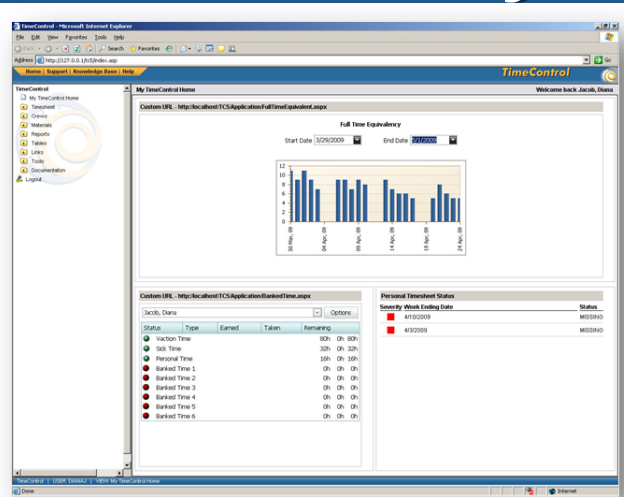 TimeControl - Microsoft Internet Explorer
File Edit View Favorites Tools Help
Back Search Favorites
Address http://127.0.0.1/tc5/index.asp Go
Home | Support | Knowledge Base | Help
TimeControl
TimeControl
My TimeControl Home
Timesheet
Crews
Materials
Reports
Tables
Links
Tools
Documentation
Logout
My TimeControl Home Welcome back Jacob, Diana
Custom URL - http:/localhost/TC5/Application/FullTimeEquivalent.aspx
Full Time Equivalency
Start Date 3/29/2009 End Date
12
10
8
6
4
2
0
30 Mar, 09
04 Apr, 09
09 Apr, 09
14 Apr, 09
19 Apr, 09
24 Apr, 09
Custom URL - http:/localhost/TC5/Application/BankedTime.aspx
Jacob, Diana Options
Status Type Earned Taken Remaining
Vaction Time 80h 0h 80h
Sick Time 32h 0h 32h
Personal Time 16h 0h 16h
Banked Time 1 0h 0h 0h
Banked Time 2 0h 0h 0h
Banked Time 3 0h 0h 0h
Banked Time 4 0h 0h 0h
Banked Time 5 0h 0h 0h
Banked Time 6 0h 0h 0h
Personal Timesheet Status
Severity Week Ending Date Status
4/10/2009 MISSING
4/3/2009 MISSING
TimeControl | USER: DIANAJ | VIEW: My TimeControl Home
Done Internet